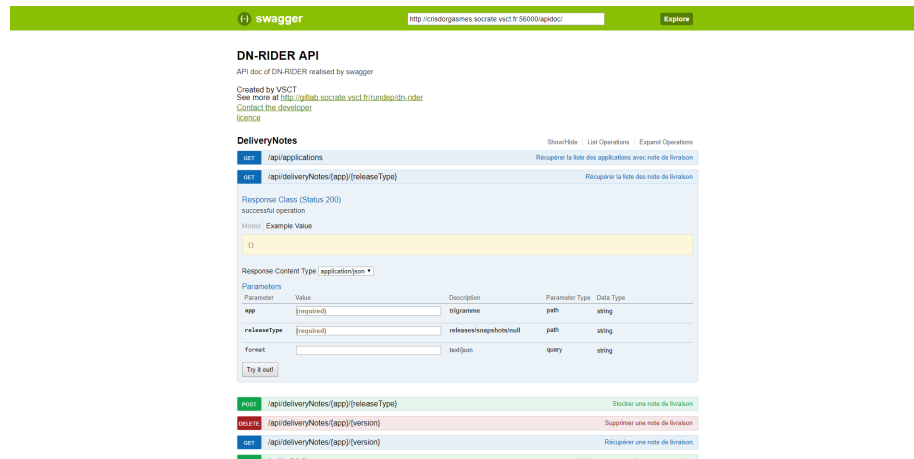 swagger
http://crisdorgasmes.socrate.vsct.fr:56000/apidoc/
Explore
DN-RIDER API
API doc of DN-RIDER realised by swagger
Created by VSCT
See more at http://gitlab.socrate.vsct.fr/rundep/dn-rider
Contact the developer
licence
DeliveryNotes
Show/Hide
List Operations
Expand Operations
GET /api/applications Récupérer la liste des applications avec note de livraison
GET /api/deliveryNotes/{app}/{releaseType} Récupérer la liste des note de livraison
Response Class (Status 200)
successful operation
Model Example Value
{}
Response Content Type application/json
Parameters
Parameter Value Description Parameter Type Data Type
app (required) trigramme path string
releaseType (required) releases/snapshots/null path string
format text/json query string
Try it out!
POST /api/deliveryNotes/{app}/{releaseType} Stocker une note de livraison
DELETE /api/deliveryNotes/{app}/{version} Supprimer une note de livraison
GET /api/deliveryNotes/{app}/{version} Récupérer une note de livraison